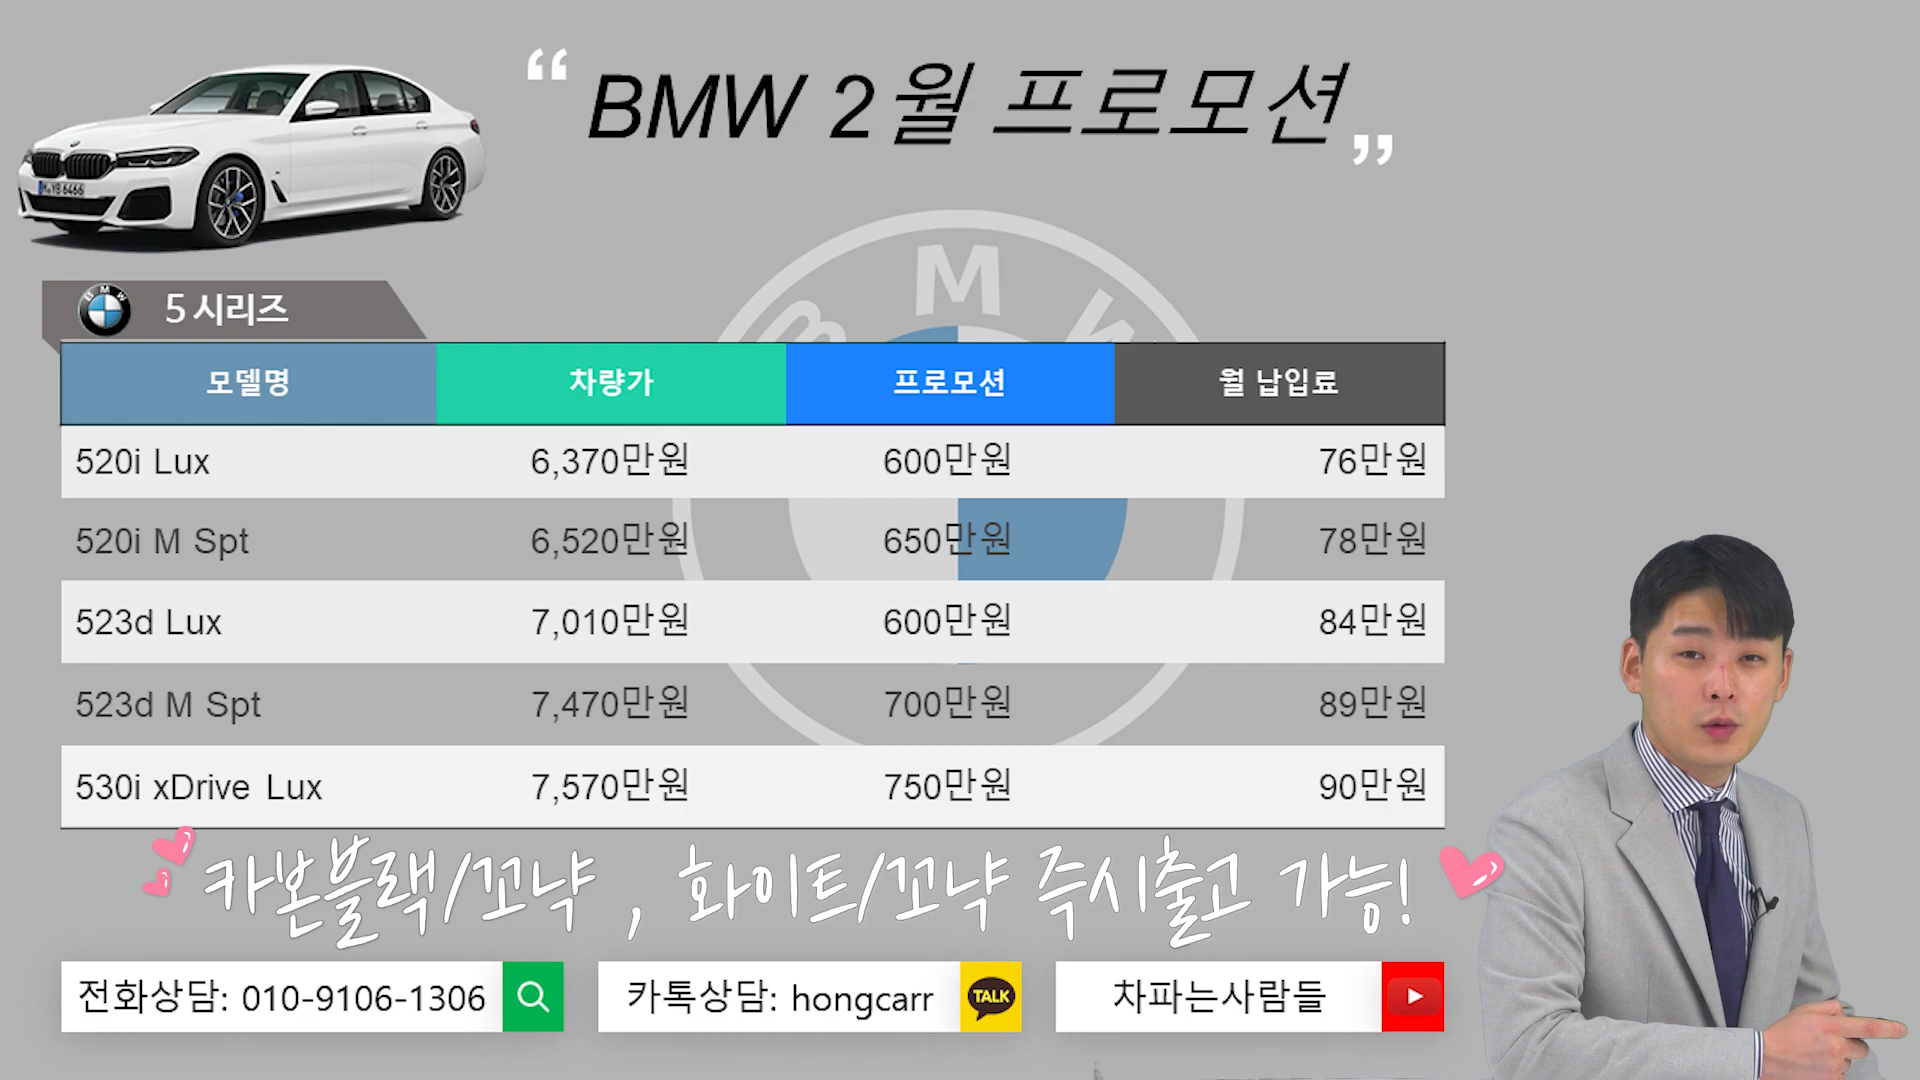 “ BMW 2월 프로모션 ”
M-YB 6466
5시리즈
모델명 차량가 프로모션 월 납입료
520i Lux 6,370만원 600만원 76만원
520i M Spt 6,520만원 650만원 78만원
523d Lux 7,010만원 600만원 84만원
523d M Spt 7,470만원 700만원 89만원
530i xDrive Lux 7,570만원 750만원 90만원
카본블랙/꼬냑 , 화이트/꼬냑 즉시출고 가능!
전화상담: 010-9106-1306
카톡상담: hongcarr TALK
차파는사람들
BMW
BMW